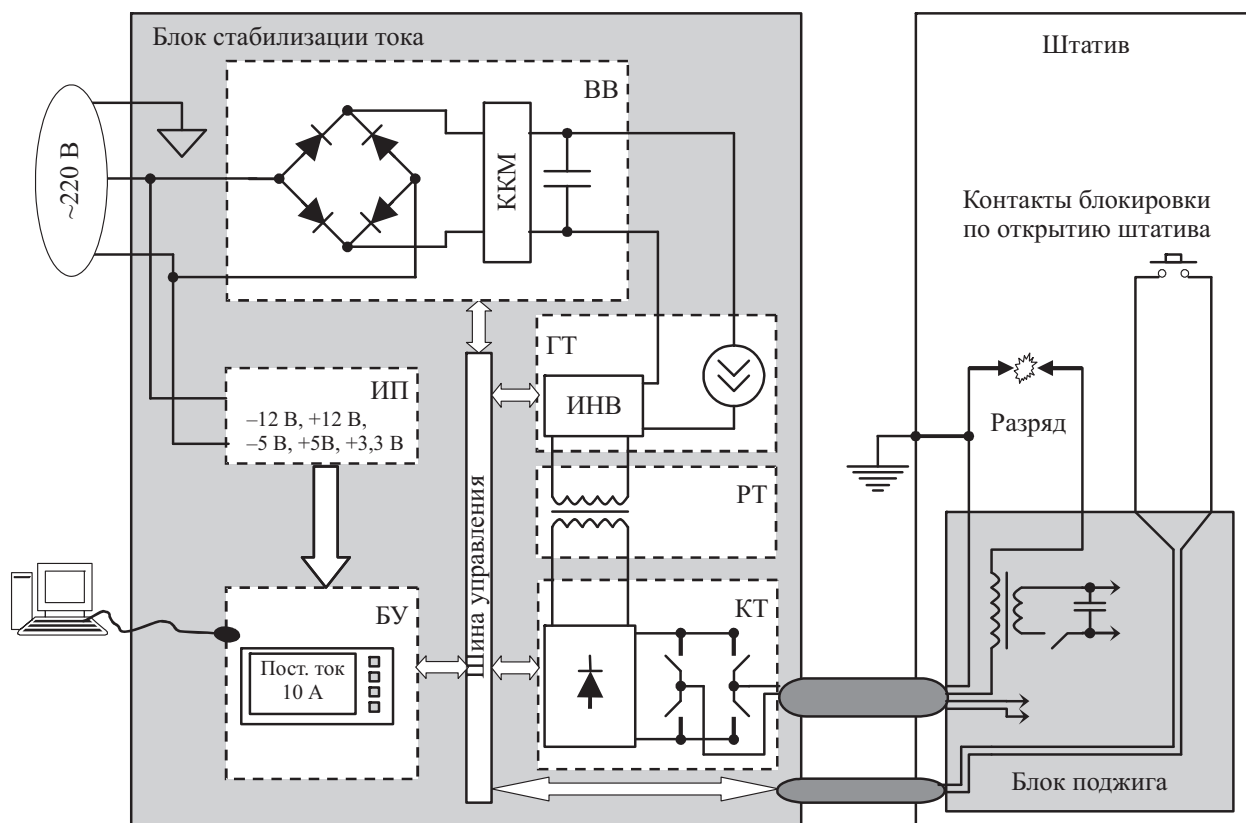 Блок стабилизации тока
Штатив
ВВ
~220 В
ККМ
Контакты блокировки
по открытию штатива
ГТ
ИНВ
ИП
–12 В, +12 В,
–5 В, +5В, +3,3 В
Разряд
РТ
Шина управления
БУ
КТ
Пост. ток
10 А
Блок поджига